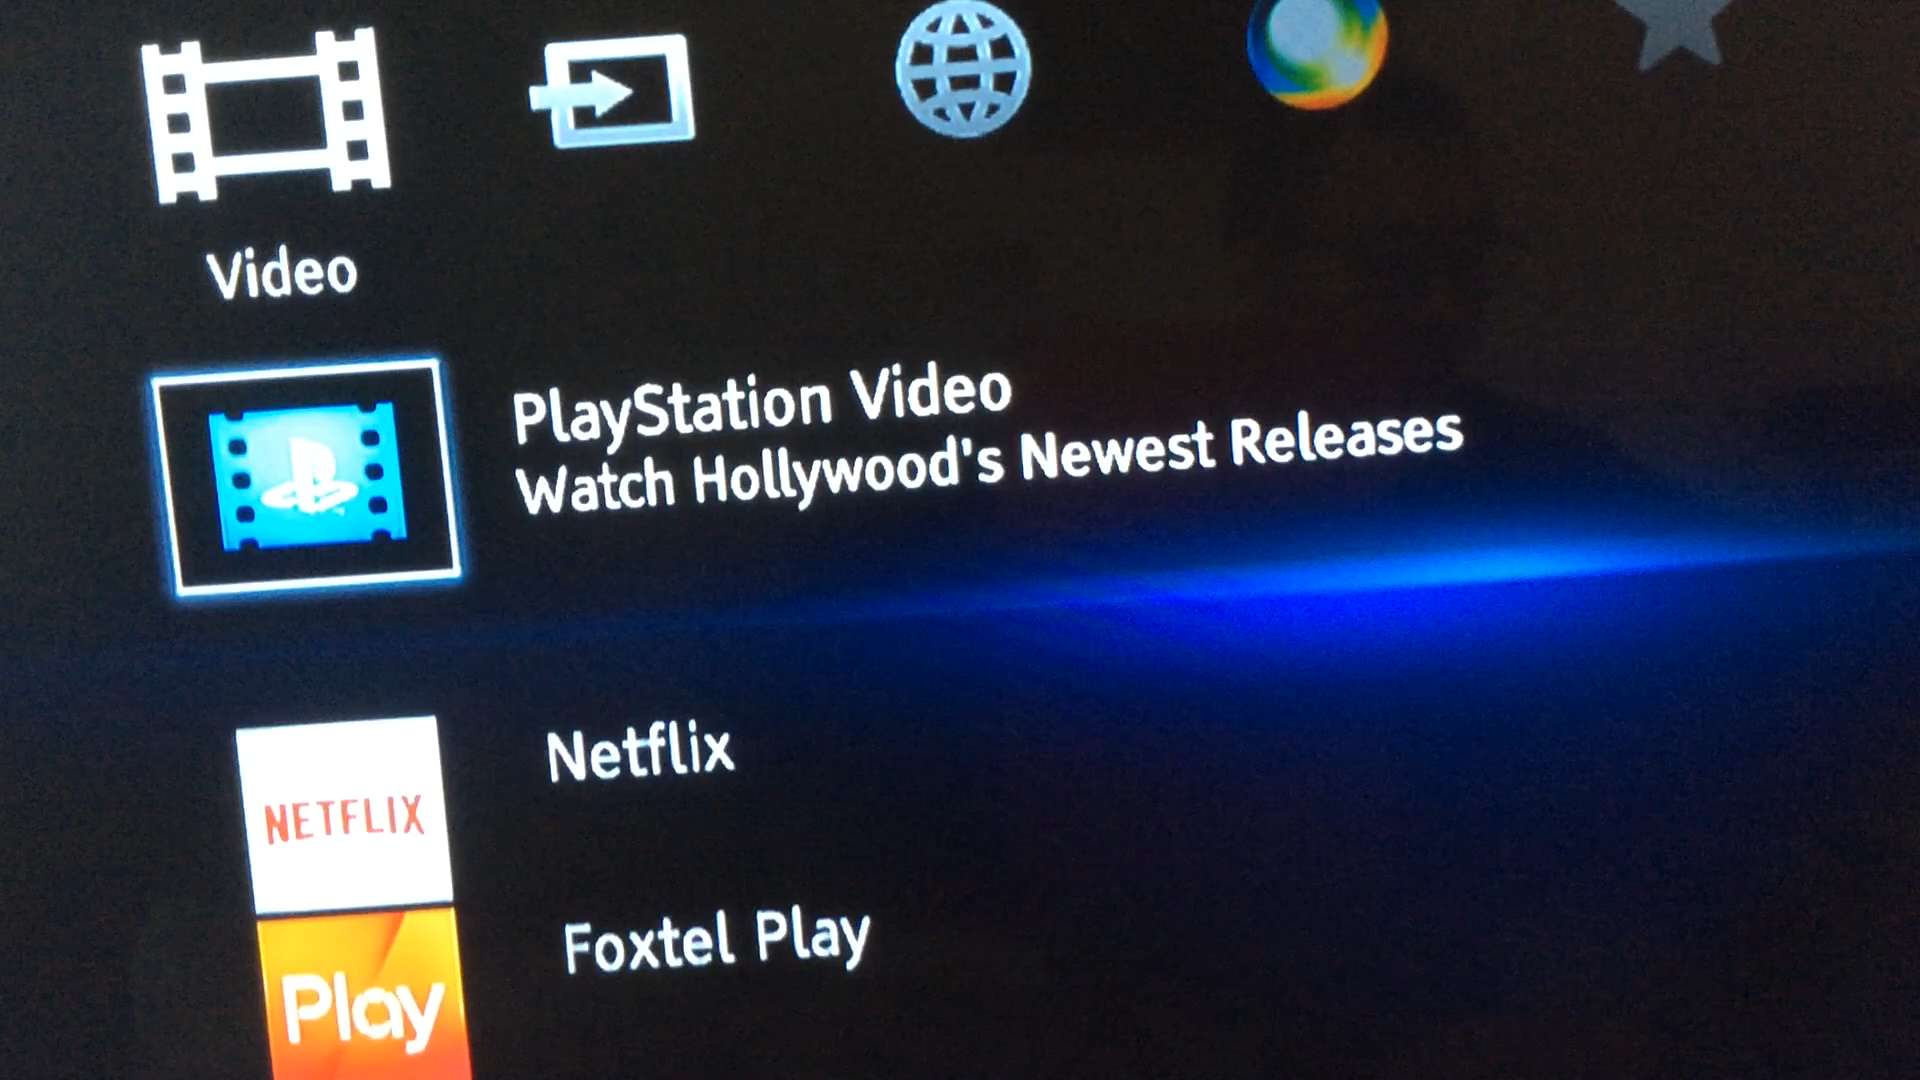 Video
PlayStation Video
Watch Hollywood's Newest Releases
NETFLIX
Netflix
Play
Foxtel Play